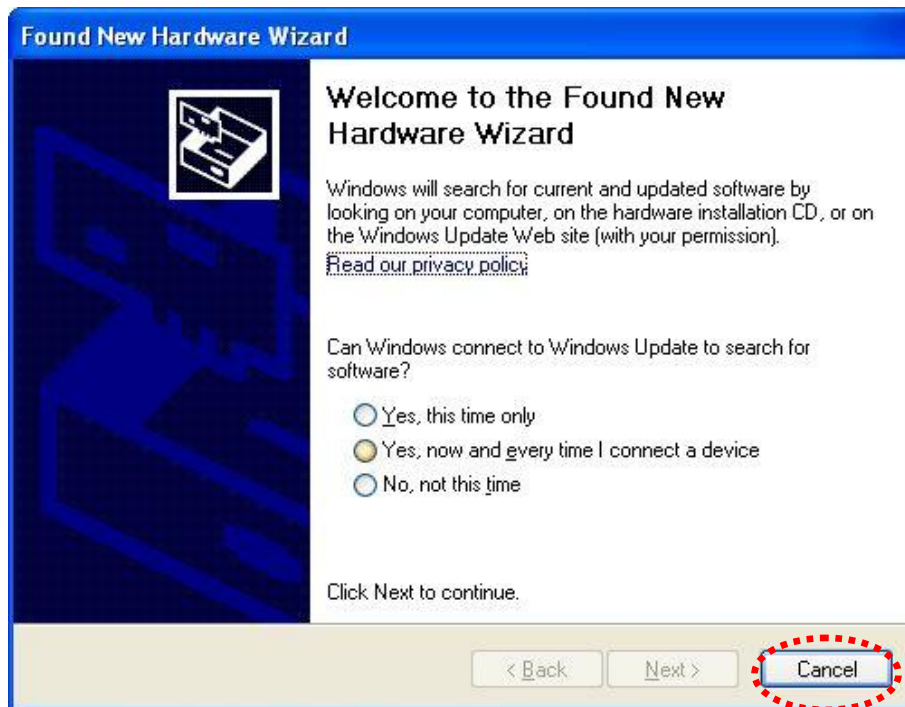 Found New Hardware Wizard
Welcome to the Found New
Hardware Wizard
Windows will search for current and updated software by
looking on your computer, on the hardware installation CD, or on
the Windows Update Web site (with your permission).
Read our privacy policy
Can Windows connect to Windows Update to search for
software?
Yes, this time only
Yes, now and every time I connect a device
No, not this time
Click Next to continue.
< Back Next > Cancel